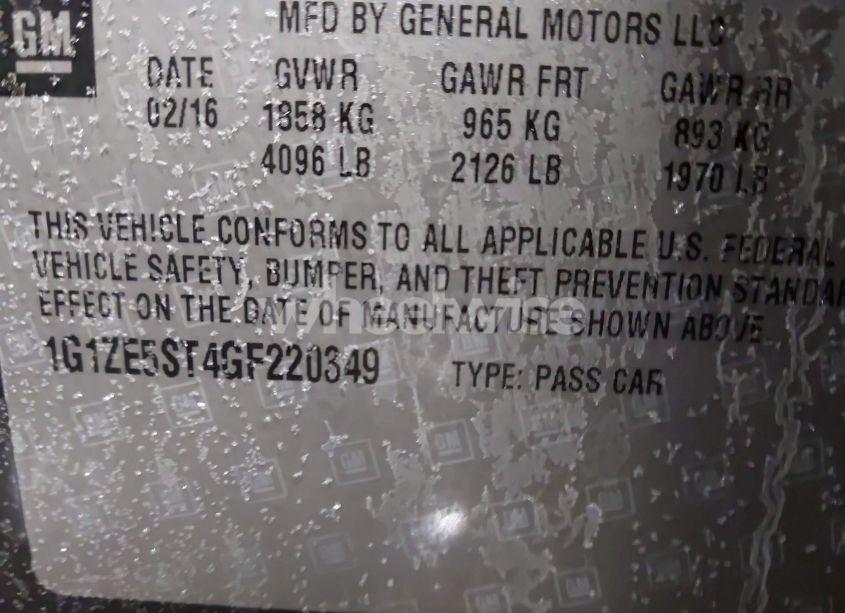 GM
MFD BY GENERAL MOTORS LLC
DATE GVWR GAWR FRT GAWR RR
02/16 1858 KG 965 KG 893 KG
4096 LB 2126 LB 1970 LB
THIS VEHICLE CONFORMS TO ALL APPLICABLE U.S. FEDERAL
VEHICLE SAFETY, BUMPER, AND THEFT PREVENTION STANDAR
EFFECT ON THE DATE OF MANUFACTURE SHOWN ABOVE
1G1ZE5ST4GF220349 TYPE: PASS CAR